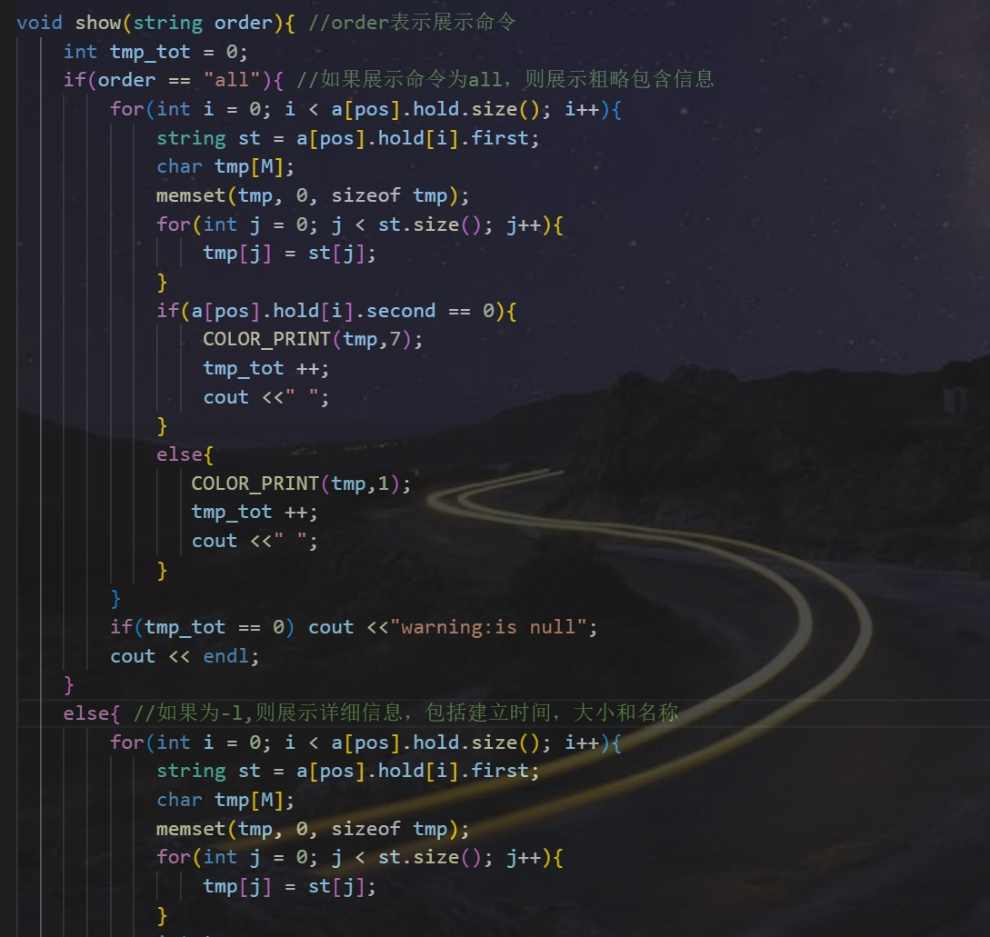 void show(string order){ //order表示展示命令
    int tmp_tot = 0;
    if(order == "all"){ //如果展示命令为all，则展示粗略包含信息
        for(int i = 0; i < a[pos].hold.size(); i++){
            string st = a[pos].hold[i].first;
            char tmp[M];
            memset(tmp, 0, sizeof tmp);
            for(int j = 0; j < st.size(); j++){
                tmp[j] = st[j];
            }
            if(a[pos].hold[i].second == 0){
                COLOR_PRINT(tmp,7);
                tmp_tot ++;
                cout <<" ";
            }
            else{
               COLOR_PRINT(tmp,1);
               tmp_tot ++;
               cout <<" ";
            }
        }
        if(tmp_tot == 0) cout <<"warning:is null";
        cout << endl;
    }
    else{ //如果为-l,则展示详细信息，包括建立时间，大小和名称
        for(int i = 0; i < a[pos].hold.size(); i++){
            string st = a[pos].hold[i].first;
            char tmp[M];
            memset(tmp, 0, sizeof tmp);
            for(int j = 0; j < st.size(); j++){
                tmp[j] = st[j];
            }